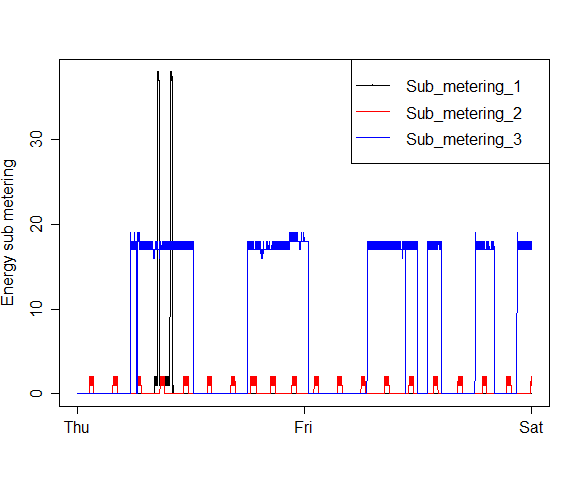 Sub_metering_1
Sub_metering_2
Sub_metering_3
Energy sub metering
30
20
10
0
Thu
Fri
Sat